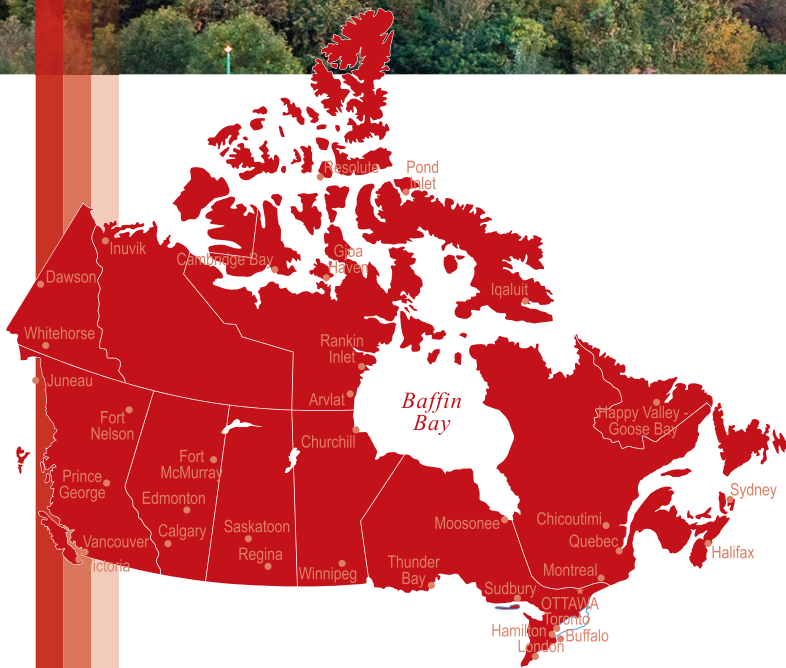 Resolute
Pond
Inlet
Inuvik
Cambridge Bay
Gjoa
Haven
Dawson
Iqaluit
Whitehorse
Rankin
Inlet
Juneau
Arvlat
Baffin
Bay
Fort
Nelson
Churchill
Happy Valley -
Goose Bay
Fort
McMurray
Prince
George
Edmonton
Sydney
Calgary
Saskatoon
Moosonee
Chicoutimi
Vancouver
Victoria
Regina
Quebec
Halifax
Winnipeg
Thunder
Bay
Montreal
Sudbury
OTTAWA
Toronto
Hamilton
Buffalo
London